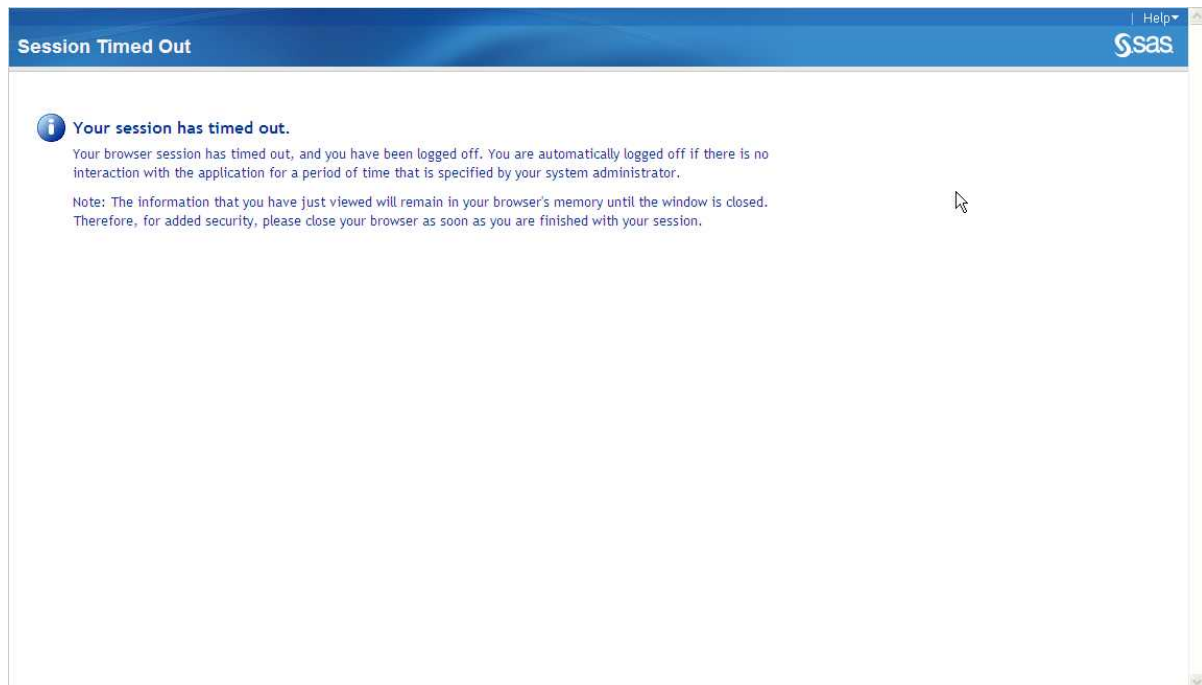 | Help
Session Timed Out
sas
Your session has timed out.
Your browser session has timed out, and you have been logged off. You are automatically logged off if there is no
interaction with the application for a period of time that is specified by your system administrator.
Note: The information that you have just viewed will remain in your browser's memory until the window is closed.
Therefore, for added security, please close your browser as soon as you are finished with your session.